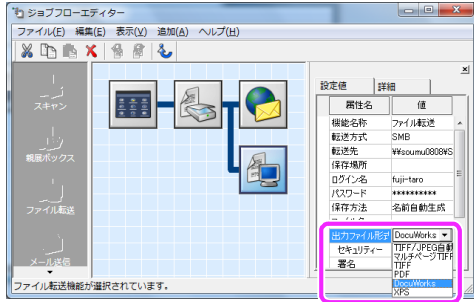 ジョブフローエディター
ファイル(F) 編集(E) 表示(V) 追加(A) ヘルプ(H)
スキャン
親展ボックス
ファイル転送
メール送信
設定値 詳細
属性名 値
機能名称 ファイル転送
転送方式 SMB
転送先 ¥¥soumu0808¥S
保存場所
ログイン名 fuji-taro
パスワード **********
保存方法 名前自動生成
出力ファイル形式 DocuWorks
セキュリティー
署名
TIFF/JPEG自動
マルチページTIFF
TIFF
PDF
DocuWorks
XPS
ファイル転送機能が選択されています。